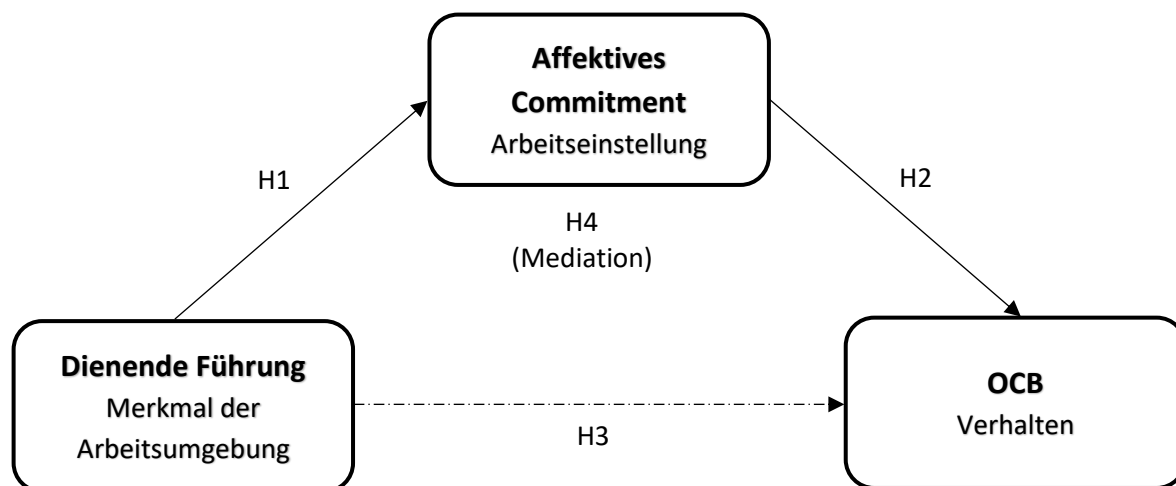 Affektives
Commitment
Arbeitseinstellung
H1
H2
H4
(Mediation)
Dienende Führung
Merkmal der
Arbeitsumgebung
H3
OCB
Verhalten